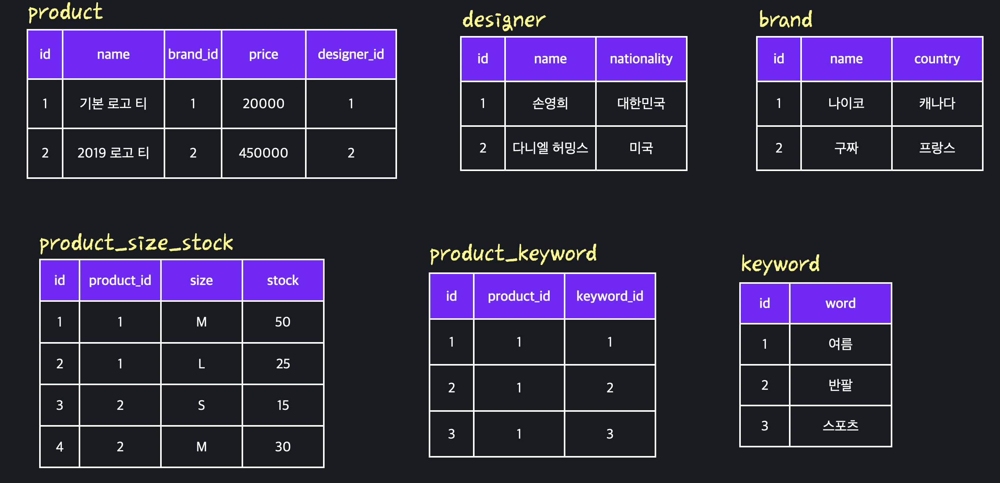 product
id name brand_id price designer_id
1 기본 로고 티 1 20000 1
2 2019 로고 티 2 450000 2
designer
id name nationality
1 손영희 대한민국
2 다니엘 허밍스 미국
brand
id name country
1 나이코 캐나다
2 구짜 프랑스
product_size_stock
id product_id size stock
1 1 M 50
2 1 L 25
3 2 S 15
4 2 M 30
product_keyword
id product_id keyword_id
1 1 1
2 1 2
3 1 3
keyword
id word
1 여름
2 반팔
3 스포츠